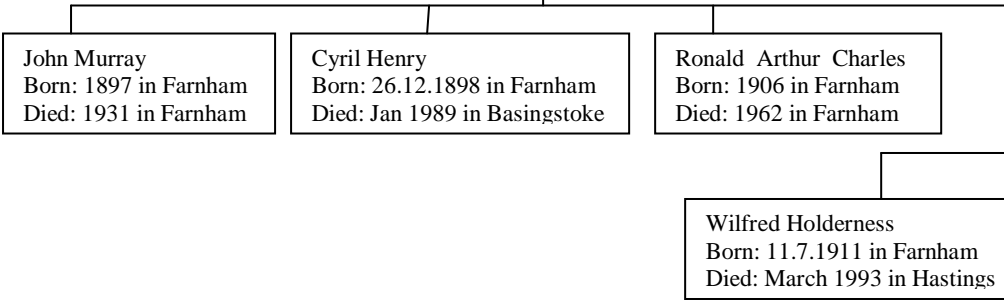 John Murray
Born: 1897 in Farnham
Died: 1931 in Farnham
Cyril Henry
Born: 26.12.1898 in Farnham
Died: Jan 1989 in Basingstoke
Ronald Arthur Charles
Born: 1906 in Farnham
Died: 1962 in Farnham
Wilfred Holderness
Born: 11.7.1911 in Farnham
Died: March 1993 in Hastings